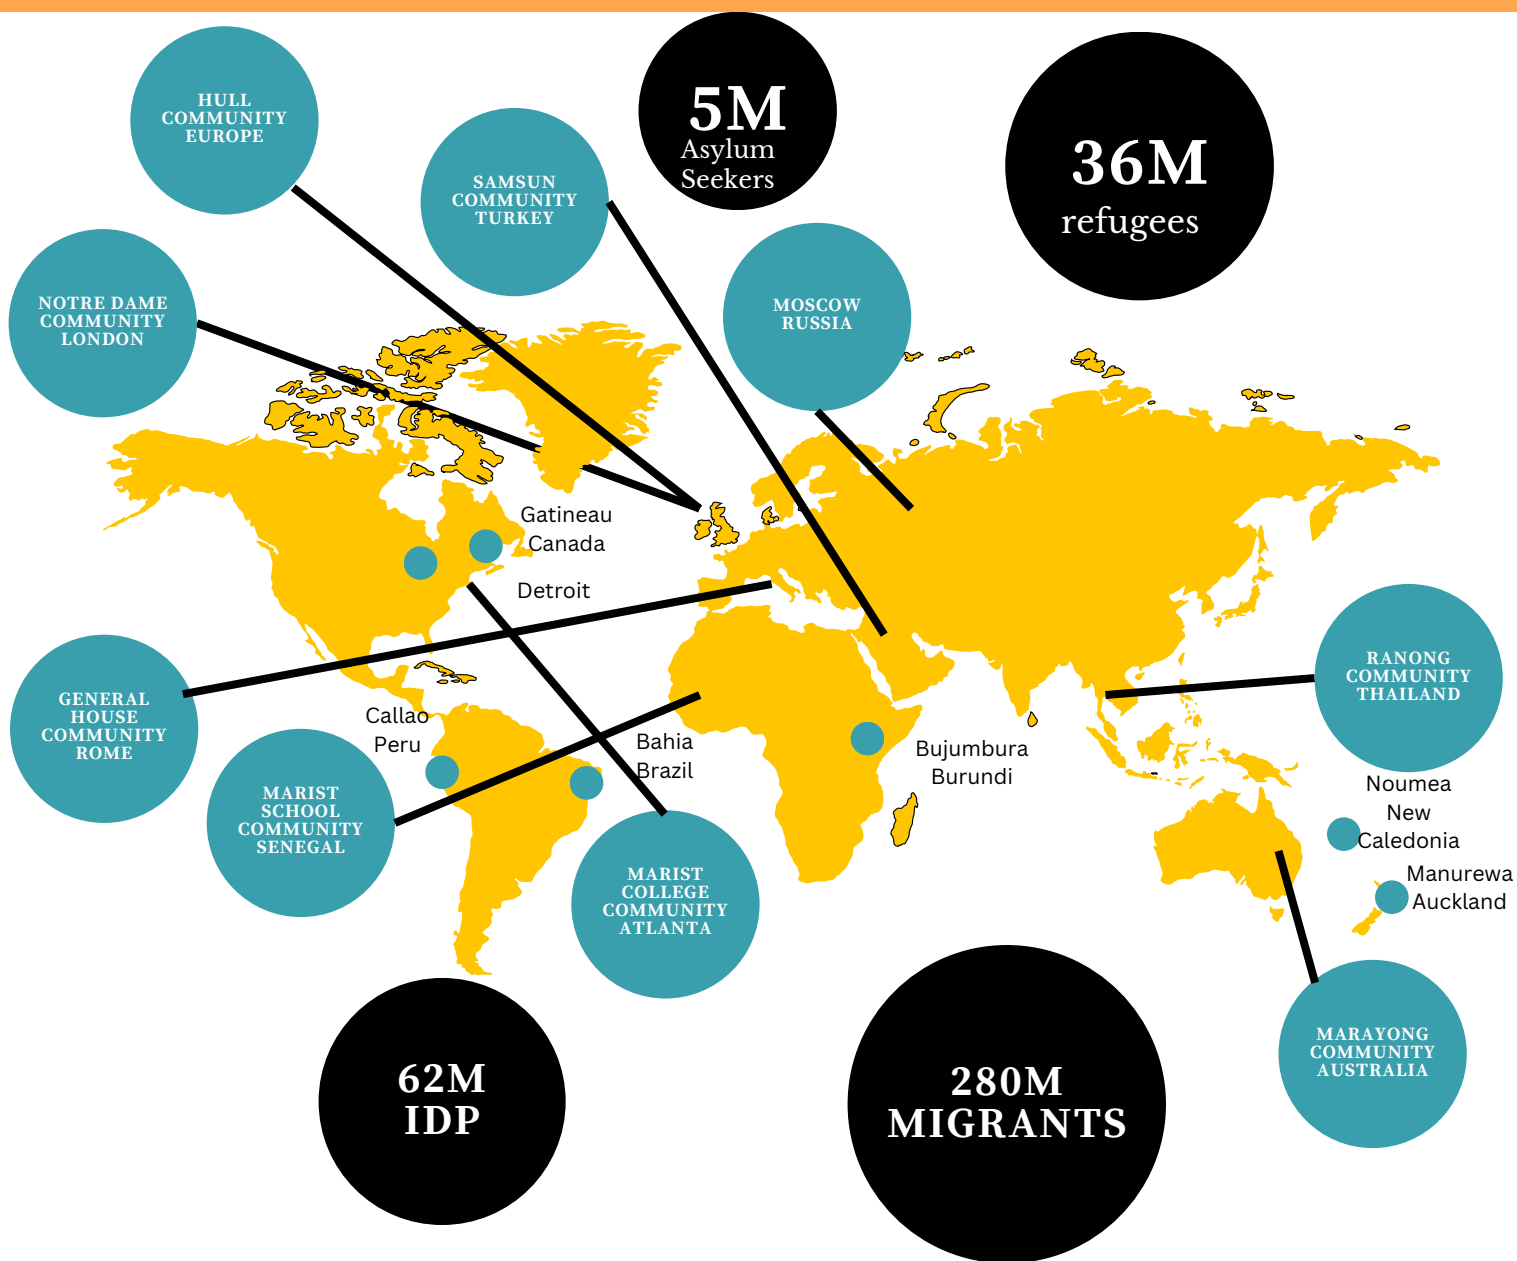 HULL
COMMUNITY
EUROPE
5M
Asylum
Seekers
36M
refugees
SAMSUN
COMMUNITY
TURKEY
NOTRE DAME
COMMUNITY
LONDON
MOSCOW
RUSSIA
Gatineau
Canada
Detroit
GENERAL
HOUSE
COMMUNITY
ROME
Callao
Peru
Bahia
Brazil
Bujumbura
Burundi
RANONG
COMMUNITY
THAILAND
MARIST
SCHOOL
COMMUNITY
SENEGAL
MARIST
COLLEGE
COMMUNITY
ATLANTA
Noumea
New
Caledonia
Manurewa
Auckland
MARAYONG
COMMUNITY
AUSTRALIA
62M
IDP
280M
MIGRANTS